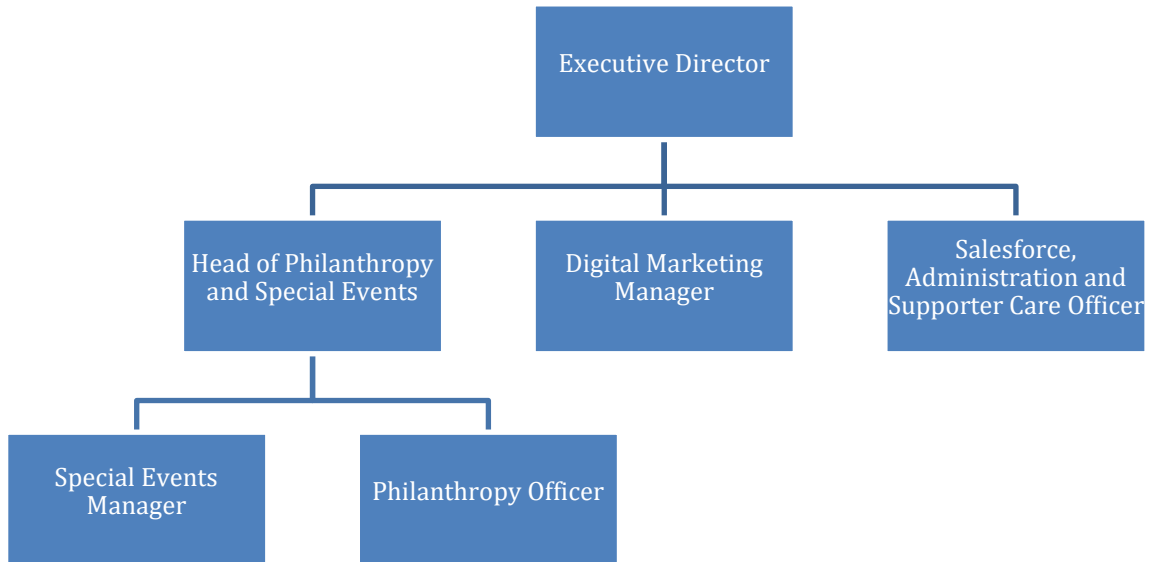 Executive Director
Head of Philanthropy
and Special Events
Digital Marketing
Manager
Salesforce,
Administration and
Supporter Care Officer
Special Events
Manager
Philanthropy Officer